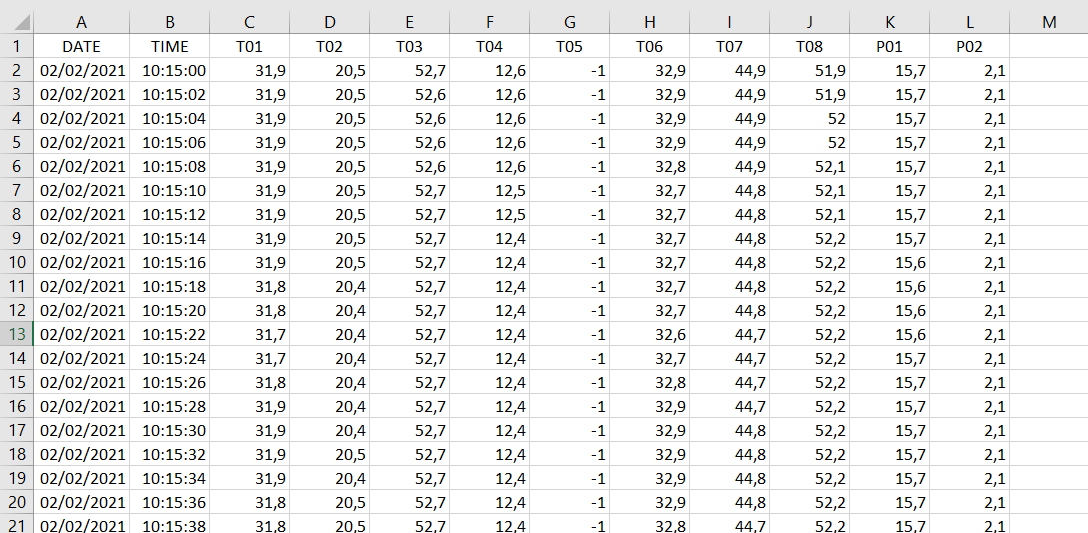 A B C D E F G H I J K L M
1 DATE TIME T01 T02 T03 T04 T05 T06 T07 T08 P01 P02
2 02/02/2021 10:15:00 31,9 20,5 52,7 12,6 -1 32,9 44,9 51,9 15,7 2,1
3 02/02/2021 10:15:02 31,9 20,5 52,6 12,6 -1 32,9 44,9 51,9 15,7 2,1
4 02/02/2021 10:15:04 31,9 20,5 52,6 12,6 -1 32,9 44,9 52 15,7 2,1
5 02/02/2021 10:15:06 31,9 20,5 52,6 12,6 -1 32,9 44,9 52 15,7 2,1
6 02/02/2021 10:15:08 31,9 20,5 52,6 12,6 -1 32,8 44,9 52,1 15,7 2,1
7 02/02/2021 10:15:10 31,9 20,5 52,7 12,5 -1 32,7 44,8 52,1 15,7 2,1
8 02/02/2021 10:15:12 31,9 20,5 52,7 12,5 -1 32,7 44,8 52,1 15,7 2,1
9 02/02/2021 10:15:14 31,9 20,5 52,7 12,4 -1 32,7 44,8 52,2 15,7 2,1
10 02/02/2021 10:15:16 31,9 20,5 52,7 12,4 -1 32,7 44,8 52,2 15,6 2,1
11 02/02/2021 10:15:18 31,8 20,4 52,7 12,4 -1 32,7 44,8 52,2 15,6 2,1
12 02/02/2021 10:15:20 31,8 20,4 52,7 12,4 -1 32,7 44,8 52,2 15,6 2,1
13 02/02/2021 10:15:22 31,7 20,4 52,7 12,4 -1 32,6 44,7 52,2 15,6 2,1
14 02/02/2021 10:15:24 31,7 20,4 52,7 12,4 -1 32,7 44,7 52,2 15,7 2,1
15 02/02/2021 10:15:26 31,8 20,4 52,7 12,4 -1 32,8 44,7 52,2 15,7 2,1
16 02/02/2021 10:15:28 31,9 20,4 52,7 12,4 -1 32,9 44,7 52,2 15,7 2,1
17 02/02/2021 10:15:30 31,9 20,4 52,7 12,4 -1 32,9 44,8 52,2 15,7 2,1
18 02/02/2021 10:15:32 31,9 20,5 52,7 12,4 -1 32,9 44,8 52,2 15,7 2,1
19 02/02/2021 10:15:34 31,9 20,4 52,7 12,4 -1 32,9 44,8 52,2 15,7 2,1
20 02/02/2021 10:15:36 31,8 20,5 52,7 12,4 -1 32,9 44,8 52,2 15,7 2,1
21 02/02/2021 10:15:38 31,8 20,5 52,7 12,4 -1 32,8 44,7 52,2 15,7 2,1